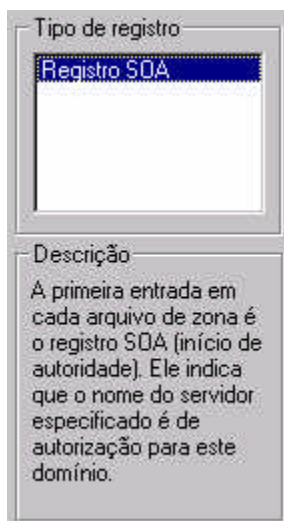 Tipo de registro
Registro SOA
Descrição
A primeira entrada em
cada arquivo de zona é
o registro SOA (início de
autoridade). Ele indica
que o nome do servidor
especificado é de
autorização para este
domínio.